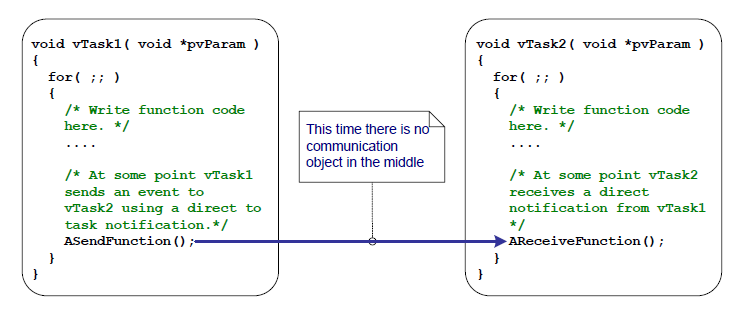 void vTask1( void *pvParam )
{
for( ;; )
{
/* Write function code
here. */
....
/* At some point vTask1
sends an event to
vTask2 using a direct to
task notification.*/
ASendFunction();
}
}
This time there is no
communication
object in the middle
void vTask2( void *pvParam )
{
for( ;; )
{
/* Write function code
here. */
....
/* At some point vTask2
receives a direct
notification from vTask1
*/
AReceiveFunction();
}
}